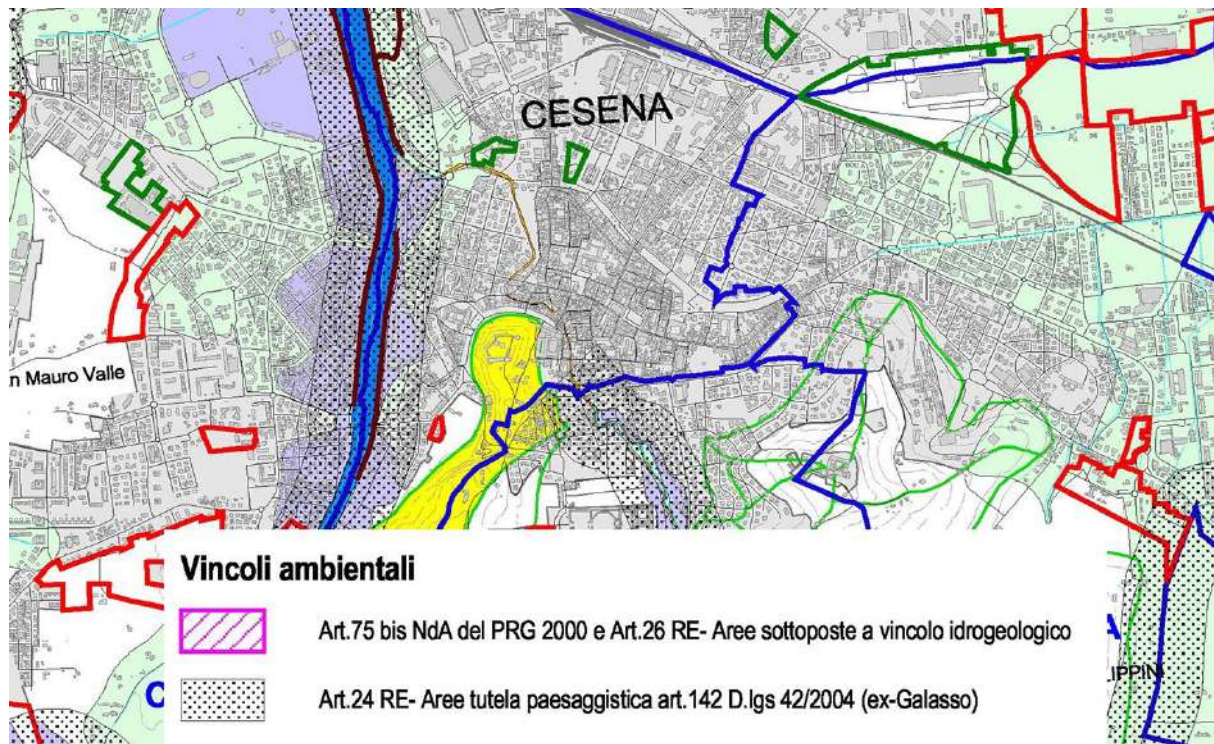 CESENA
n Mauro Valle
Vincoli ambientali
Art.75 bis NdA del PRG 2000 e Art.26 RE- Aree sottoposte a vincolo idrogeologico
Art.24 RE- Aree tutela paesaggistica art.142 D.lgs 42/2004 (ex-Galasso)
C
A
LIPPINI